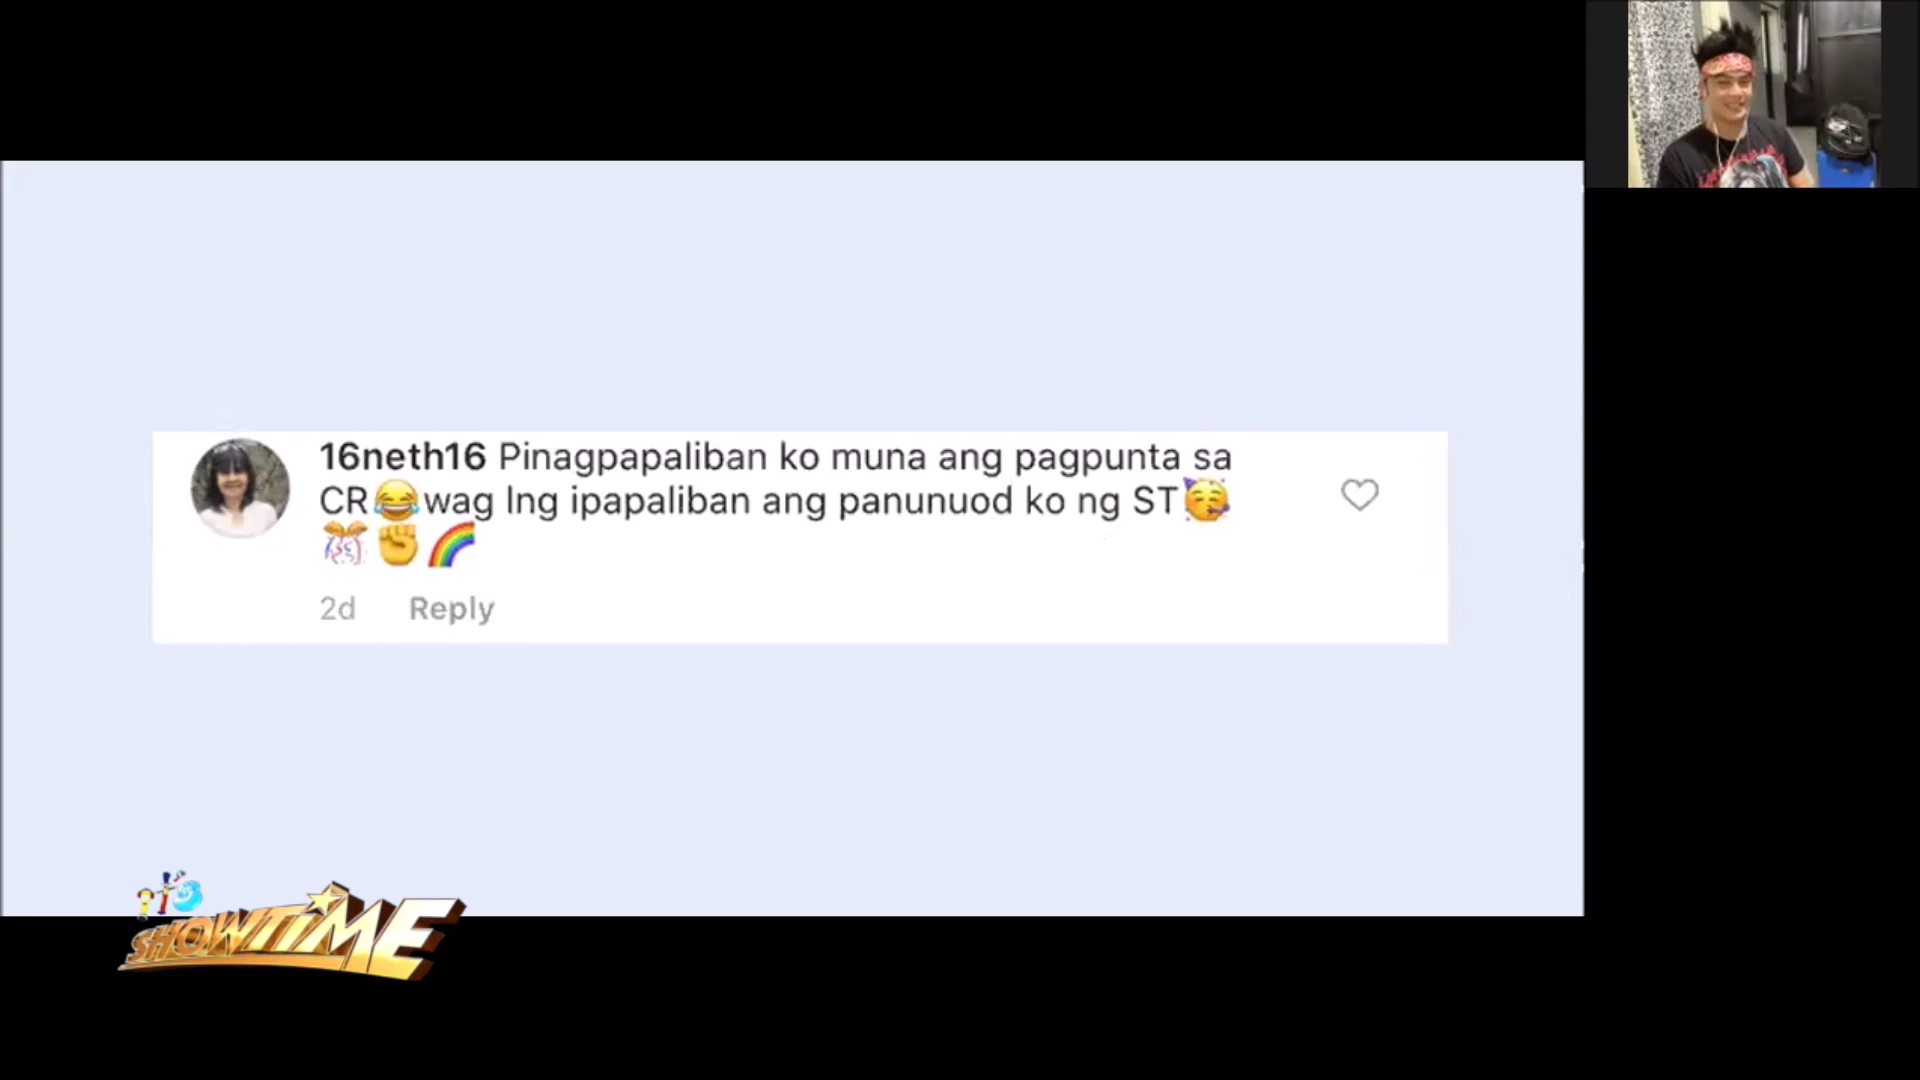 16neth16 Pinagpapaliban ko muna ang pagpunta sa
CR😂wag lng ipapaliban ang panunuod ko ng ST🥳
🎊✊🌈
2d Reply
it's
SHOWTiME